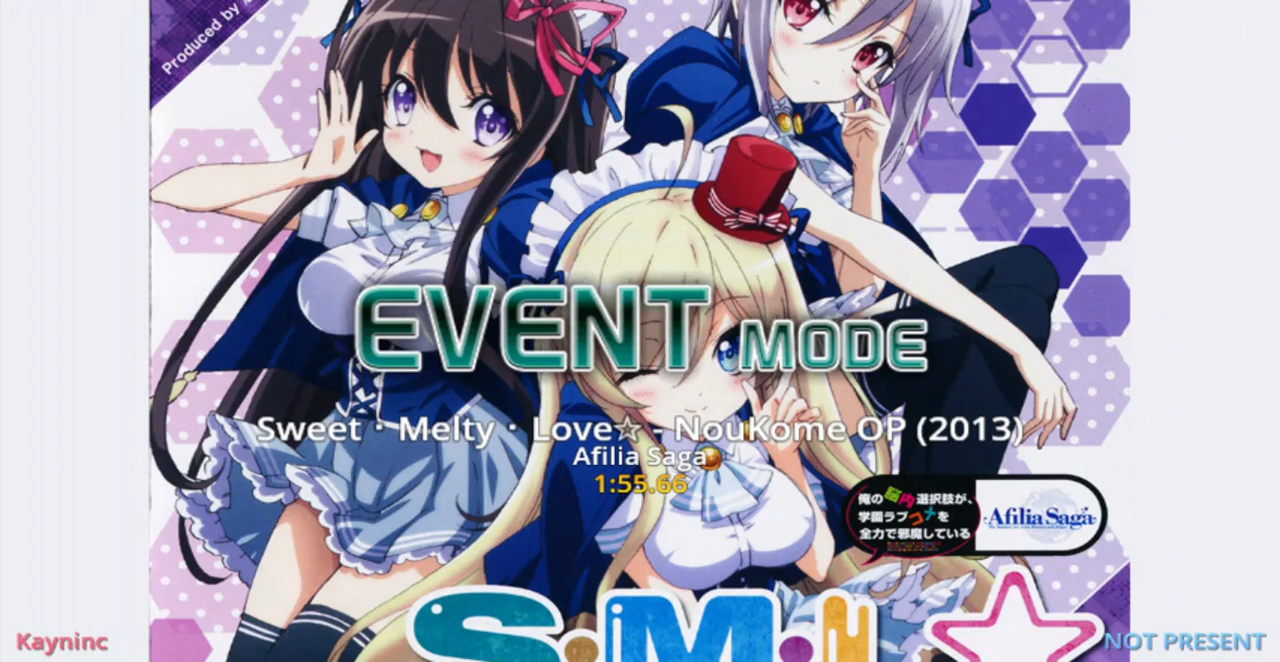 Produced by
EVENT MODE
Sweet・Melty・Love☆ - NouKome OP (2013)
Afilia Saga
1:55.66
俺の脳内選択肢が、
学園ラブコメを
全力で邪魔している
Afilia Saga
S・M・L☆
Kayninc
NOT PRESENT